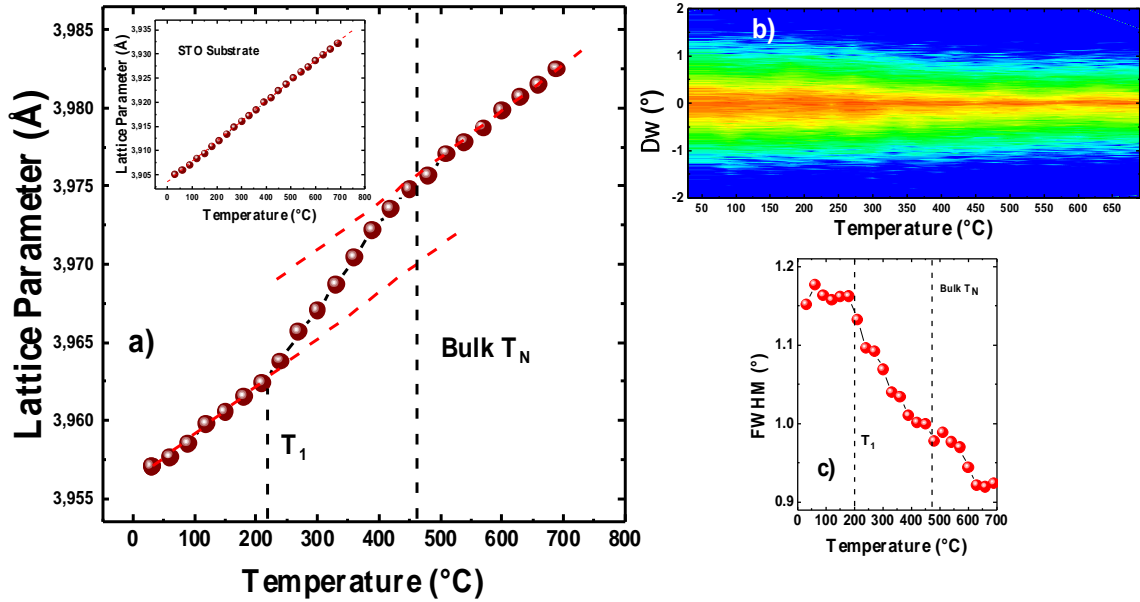 3,985
3,980
3,975
3,970
3,965
3,960
3,955
Lattice Parameter (Å)
0 100 200 300 400 500 600 700 800
Temperature (°C)
a)
T1
Bulk TN
STO Substrate
3,935
3,930
3,925
3,920
3,915
3,910
3,905
Lattice Parameter (Å)
0 100 200 300 400 500 600 700 800
Temperature (°C)
b)
2
1
0
-1
-2
Dw (°)
50 100 150 200 250 300 350 400 450 500 550 600 650
Temperature (°C)
1.2
1.1
1.0
0.9
FWHM (°)
Bulk TN
T1
c)
0 100 200 300 400 500 600 700
Temperature (°C)